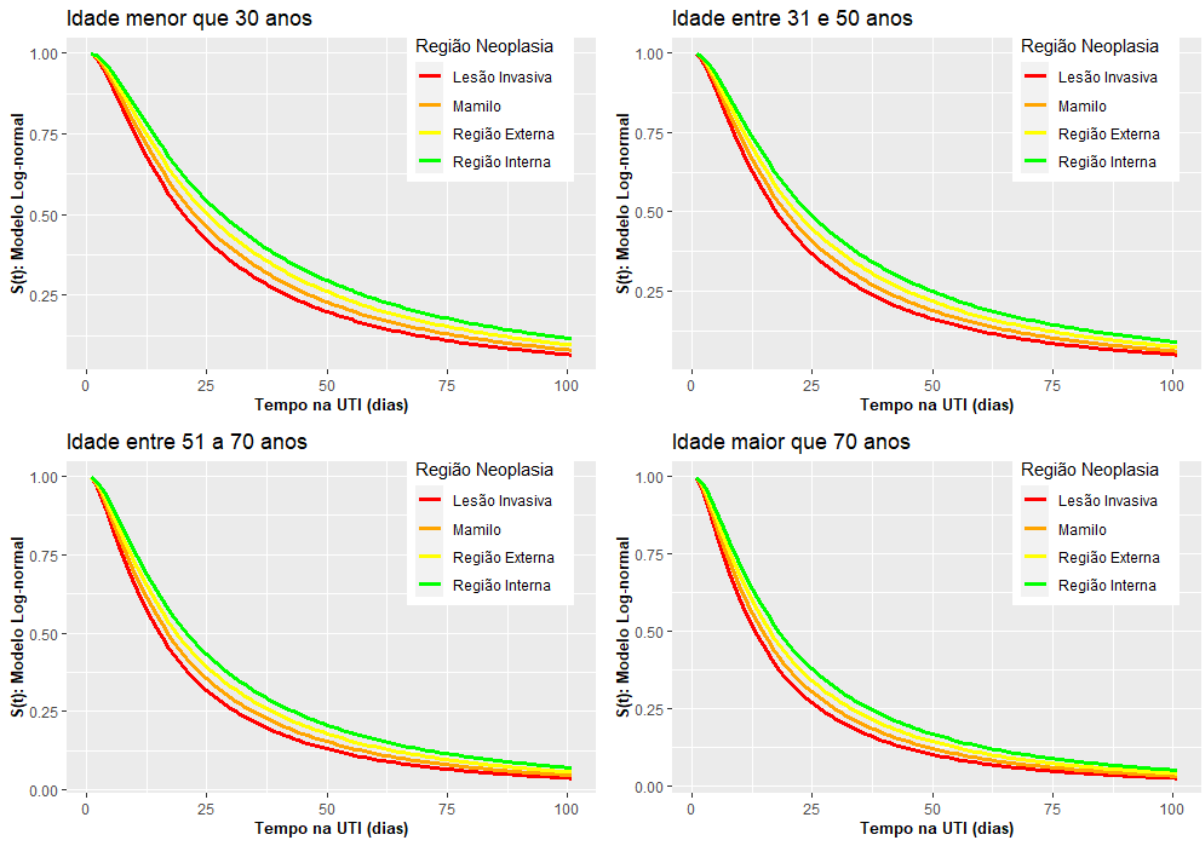 Idade menor que 30 anos
Região Neoplasia
Lesão Invasiva
Mamilo
Região Externa
Região Interna
S(t): Modelo Log-normal
1.00
0.75
0.50
0.25
0 25 50 75 100
Tempo na UTI (dias)
Idade entre 31 e 50 anos
Região Neoplasia
Lesão Invasiva
Mamilo
Região Externa
Região Interna
S(t): Modelo Log-normal
1.00
0.75
0.50
0.25
0 25 50 75 100
Tempo na UTI (dias)
Idade entre 51 a 70 anos
Região Neoplasia
Lesão Invasiva
Mamilo
Região Externa
Região Interna
S(t): Modelo Log-normal
1.00
0.75
0.50
0.25
0.00
0 25 50 75 100
Tempo na UTI (dias)
Idade maior que 70 anos
Região Neoplasia
Lesão Invasiva
Mamilo
Região Externa
Região Interna
S(t): Modelo Log-normal
1.00
0.75
0.50
0.25
0.00
0 25 50 75 100
Tempo na UTI (dias)